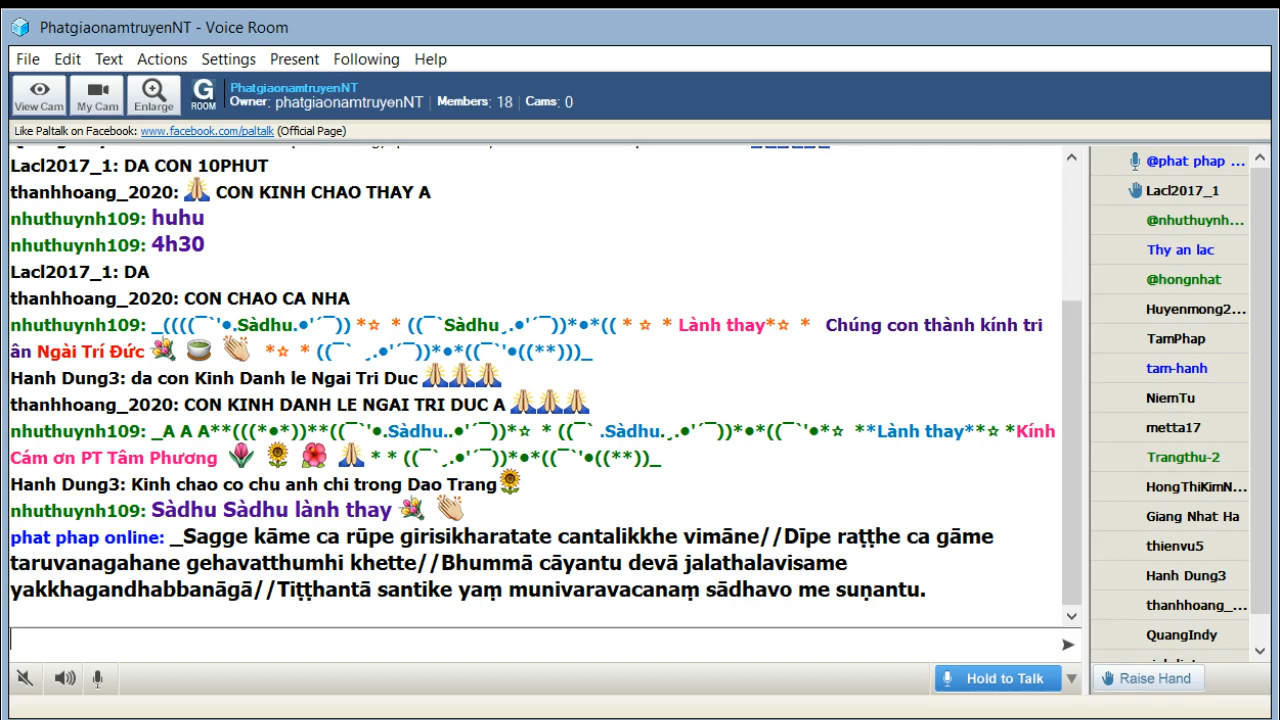 PhatgiaonamtruyenNT - Voice Room
File Edit Text Actions Settings Present Following Help
View Cam My Cam Enlarge G ROOM
PhatgiaonamtruyenNT
Owner: phatgiaonamtruyenNT | Members: 18 | Cams: 0
Like Paltalk on Facebook: www.facebook.com/paltalk (Official Page)
Lacl2017_1: DA CON 10PHUT
thanhhoang_2020: 🙏 CON KINH CHAO THAY A
nhuthuynh109: huhu
nhuthuynh109: 4h30
Lacl2017_1: DA
thanhhoang_2020: CON CHAO CA NHA
nhuthuynh109: _((((¯`'•.Sàdhu.•'´¯)) *☆ * ((¯`Sàdhu¸.•'´¯))*•*(( * ☆ * Lành thay*☆ * Chúng con thành kính tri
ân Ngài Trí Đức 💐 🍵 👏 *☆ * ((¯` ¸.•'´¯))*•*((¯`'•((**)))_
Hanh Dung3: da con Kinh Danh le Ngai Tri Duc 🙏🙏🙏
thanhhoang_2020: CON KINH DANH LE NGAI TRI DUC A 🙏🙏🙏
nhuthuynh109: _A A A**(((*•*))**((¯`'•.Sàdhu..•'´¯))*☆ * ((¯` .Sàdhu.¸.•'´¯))*•*((¯`'•*☆ **Lành thay**☆ *Kính
Cám ơn PT Tâm Phương 🌷 🌻 🌺 🙏 * * ((¯`¸.•'´¯))*•*((¯`'•((**))_
Hanh Dung3: Kinh chao co chu anh chi trong Dao Trang🌻
nhuthuynh109: Sàdhu Sàdhu lành thay 💐 👏
phat phap online: _Sagge kāme ca rūpe girisikharatate cantalikkhe vimāne//Dīpe raṭṭhe ca gāme
taruvanagahane gehavatthumhi khette//Bhummā cāyantu devā jalathalavisame
yakkhagandhabbanāgā//Tiṭṭhantā santike yaṃ munivaravacanaṃ sādhavo me suṇantu.
@phat phap ...
Lacl2017_1
@nhuthuynh...
Thy an lac
@hongnhat
Huyenmong2...
TamPhap
tam-hanh
NiemTu
metta17
Trangthu-2
HongThiKimN...
Giang Nhat Ha
thienvu5
Hanh Dung3
thanhhoang_...
QuangIndy
Hold to Talk
Raise Hand